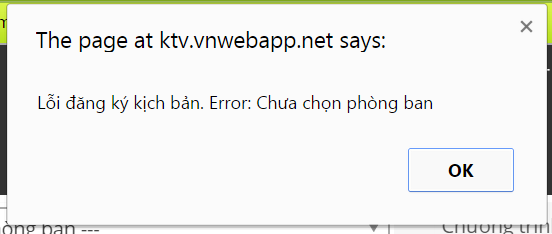 The page at ktv.vnwebapp.net says:
Lỗi đăng ký kịch bản. Error: Chưa chọn phòng ban
OK